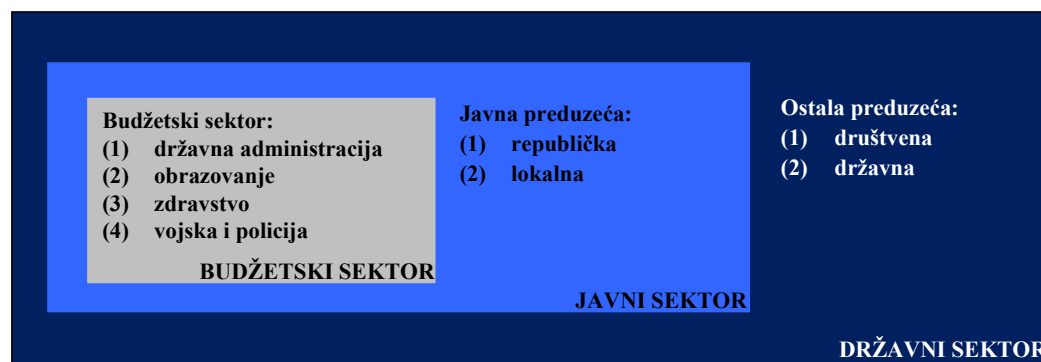 Budžetski sektor:
(1) državna administracija
(2) obrazovanje
(3) zdravstvo
(4) vojska i policija
BUDŽETSKI SEKTOR
Javna preduzeća:
(1) republička
(2) lokalna
JAVNI SEKTOR
Ostala preduzeća:
(1) društvena
(2) državna
DRŽAVNI SEKTOR